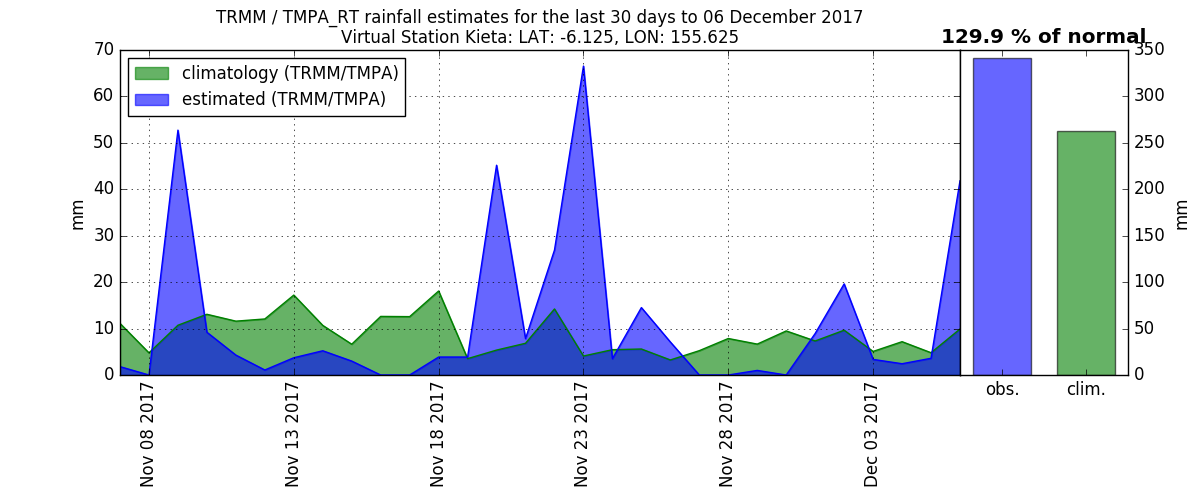 TRMM / TMPA_RT rainfall estimates for the last 30 days to 06 December 2017
Virtual Station Kieta: LAT: -6.125, LON: 155.625
129.9 % of normal
climatology (TRMM/TMPA)
estimated (TRMM/TMPA)
70
60
50
40
30
20
10
0
mm
Nov 08 2017
Nov 13 2017
Nov 18 2017
Nov 23 2017
Nov 28 2017
Dec 03 2017
obs.
clim.
350
300
250
200
150
100
50
0
mm